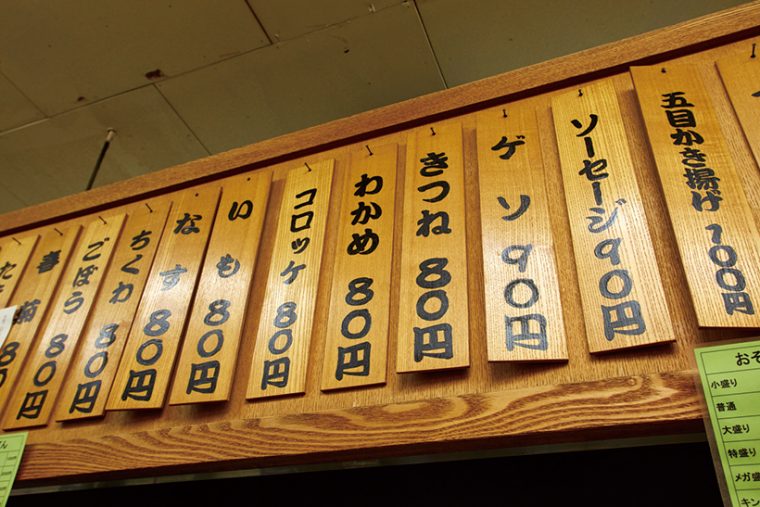 五目かき揚げ100円
ソーセージ90円
ゲソ90円
きつね80円
わかめ80円
コロッケ80円
いも80円
なす80円
ちくわ80円
ごぼう80円
春菊80円
小盛り
普通
大盛り
特盛り